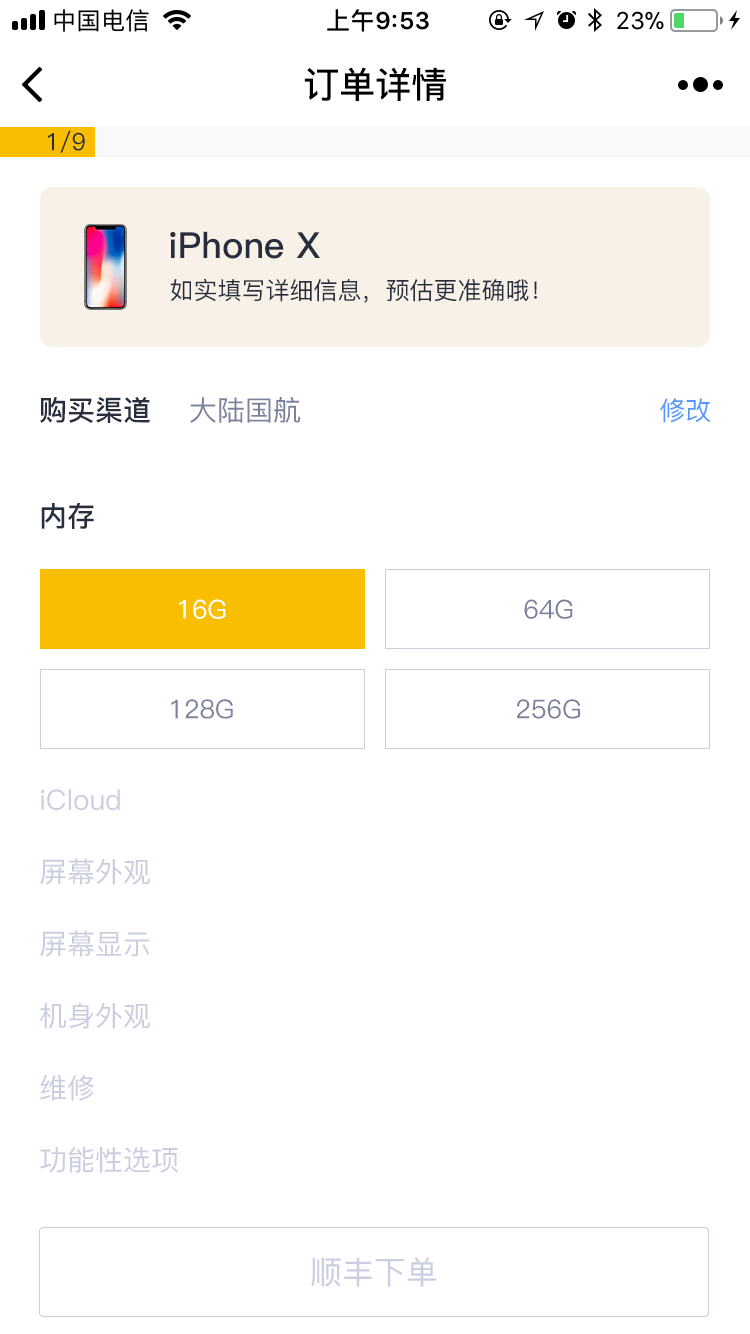 中国电信 上午9:53 23%
订单详情
1/9
iPhone X
如实填写详细信息，预估更准确哦！
购买渠道 大陆国航 修改
内存
16G 64G
128G 256G
iCloud
屏幕外观
屏幕显示
机身外观
维修
功能性选项
顺丰下单